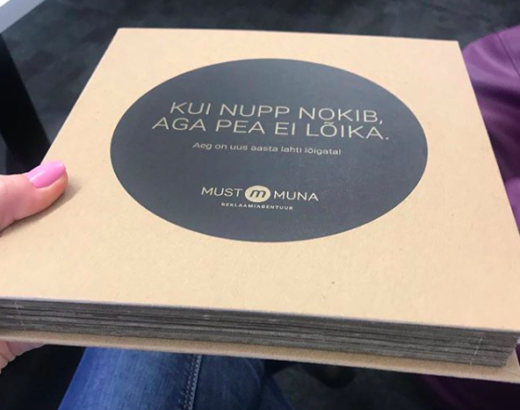 KUI NUPP NOKIB,
AGA PEA EI LÕIKA.
Aeg on uus aasta lahti lõigata!
MUST m MUNA
REKLAAMIAGENTUUR